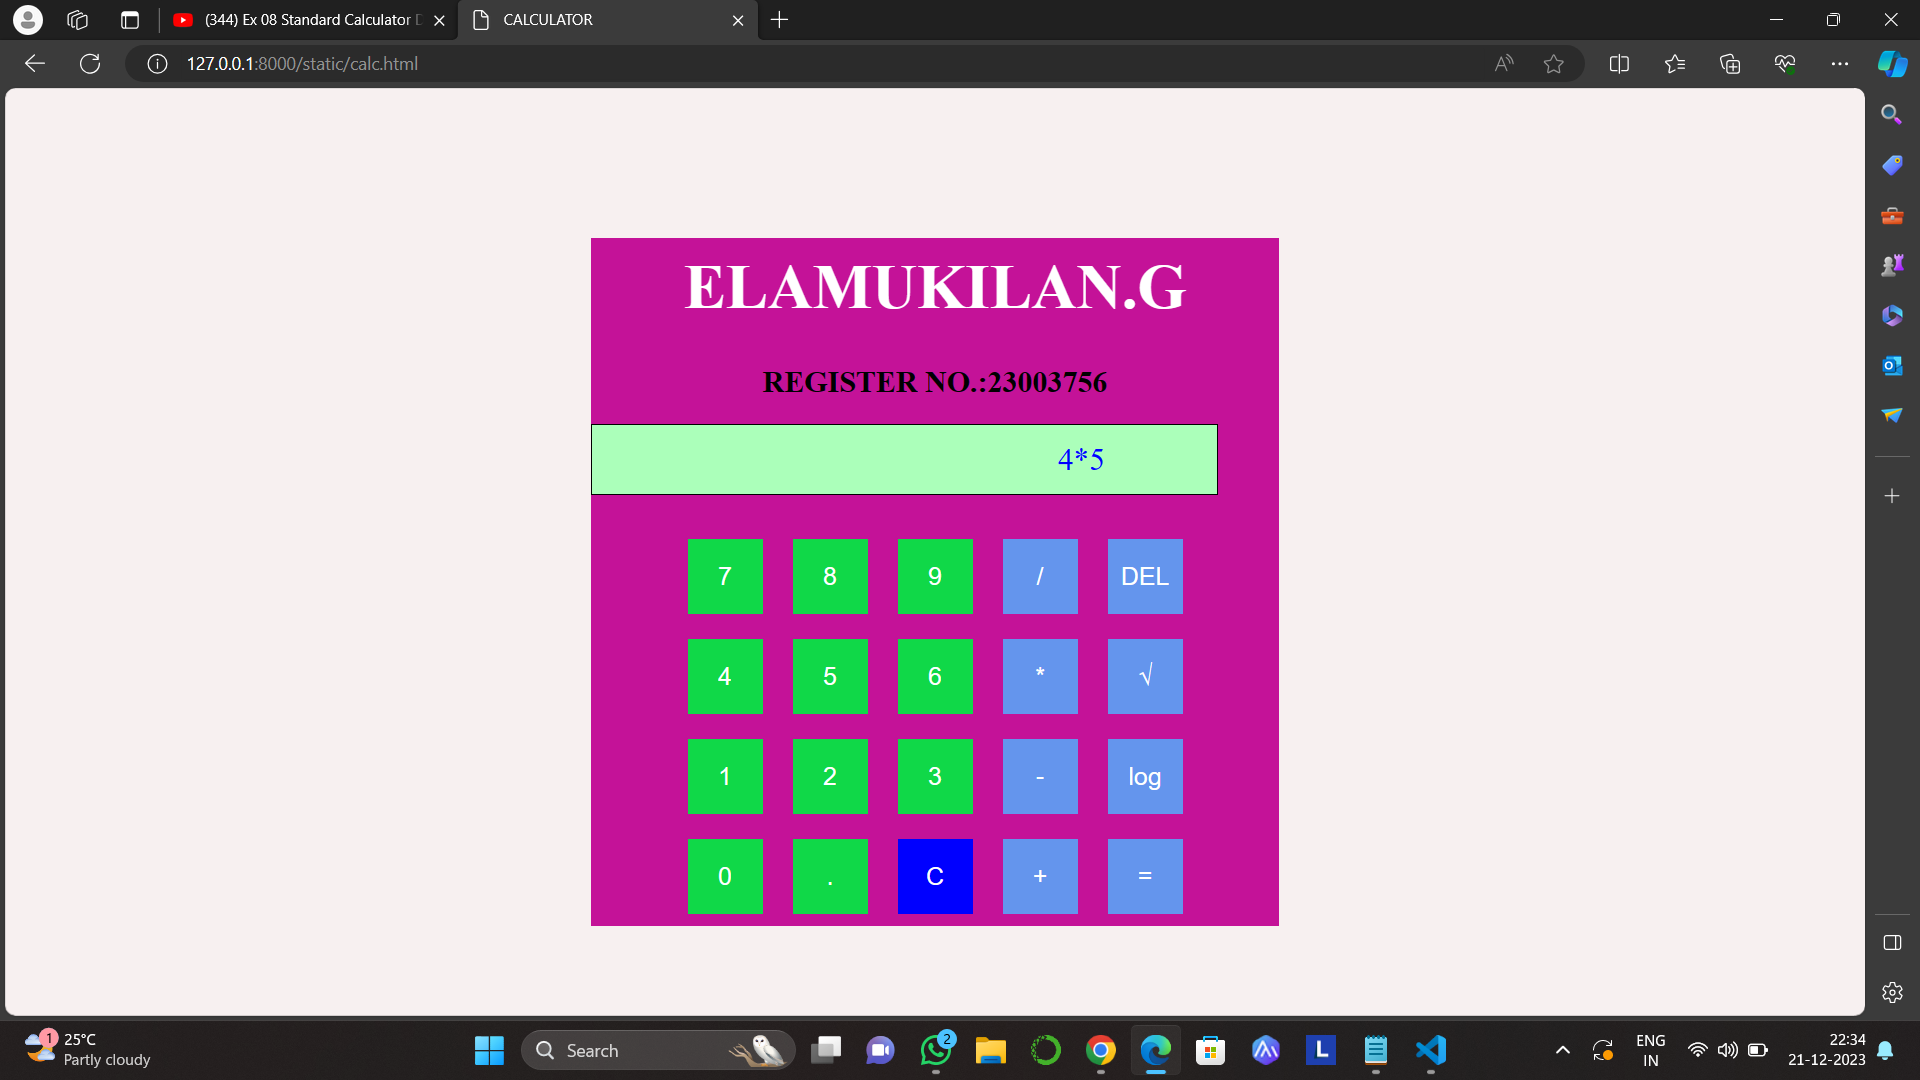 (344) Ex 08 Standard Calculator
CALCULATOR
127.0.0.1:8000/static/calc.html
ELAMUKILAN.G
REGISTER NO.:23003756
4*5
7 8 9 / DEL
4 5 6 * √
1 2 3 - log
0 . C + =
1
25°C
Partly cloudy
Search
2
L
ENG
IN
22:34
21-12-2023